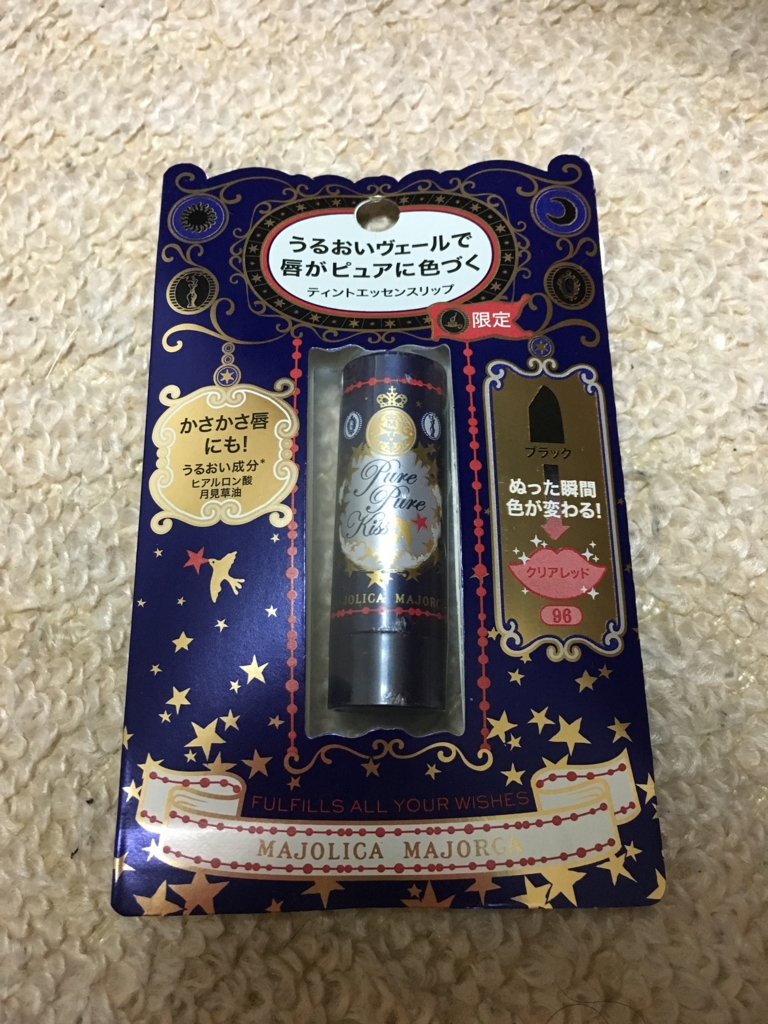 うるおいヴェールで
唇がピュアに色づく
ティントエッセンスリップ
限定
かさかさ唇
にも!
うるおい成分*
ヒアルロン酸
月見草油
Pure
Pure
Kiss
JOLICA MAJORC
ブラック
ぬった瞬間
色が変わる!
クリアレッド
96
FULFILLS ALL YOUR WISHES
MAJOLICA MAJORCA